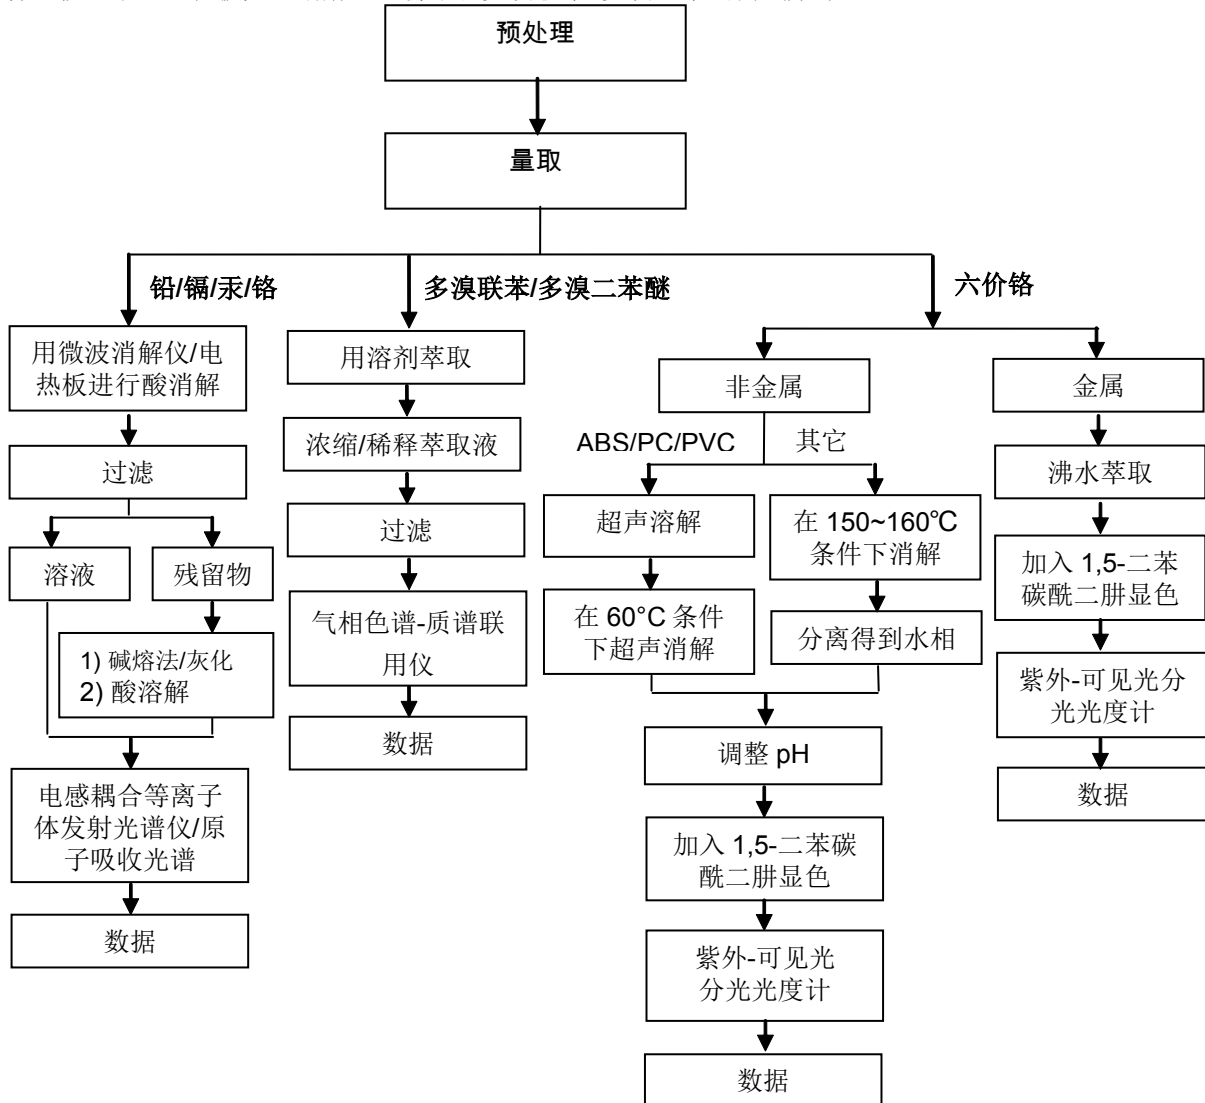 预处理
量取
铅/镉/汞/铬
多溴联苯/多溴二苯醚
六价铬
用微波消解仪/电
热板进行酸消解
过滤
溶液
残留物
1) 碱熔法/灰化
2) 酸溶解
电感耦合等离子
体发射光谱仪/原
子吸收光谱
数据
用溶剂萃取
浓缩/稀释萃取液
过滤
气相色谱-质谱联
用仪
数据
非金属
ABS/PC/PVC
其它
超声溶解
在 60°C 条件
下超声消解
在 150~160℃
条件下消解
分离得到水相
调整 pH
加入 1,5-二苯碳
酰二肼显色
紫外-可见光
分光光度计
数据
金属
沸水萃取
加入 1,5-二苯
碳酰二肼显色
紫外-可见光分
光光度计
数据